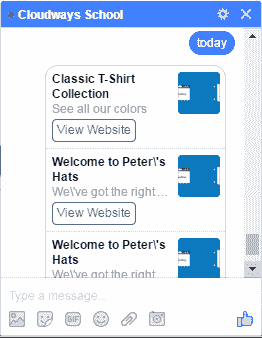 Cloudways School
today
Classic T-Shirt
Collection
See all our colors
View Website
Welcome to Peter\'s
Hats
We\'ve got the right ...
View Website
Welcome to Peter\'s
Hats
We\'ve got the right ...
Type a message...
GIF